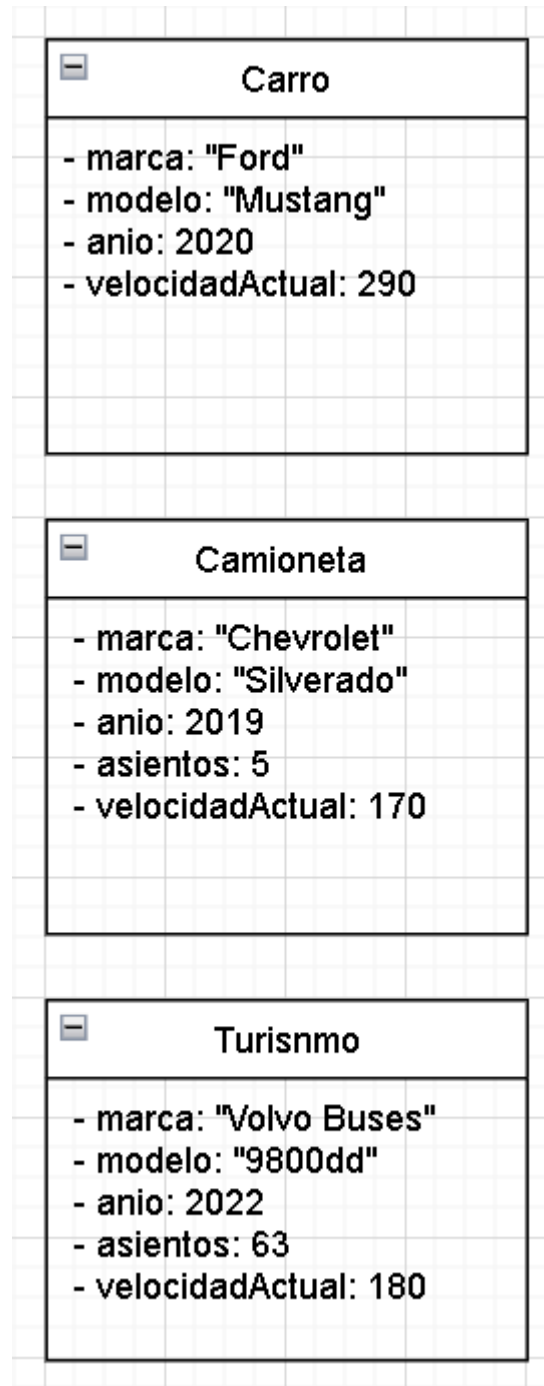 Carro
- marca: "Ford"
- modelo: "Mustang"
- anio: 2020
- velocidadActual: 290
Camioneta
- marca: "Chevrolet"
- modelo: "Silverado"
- anio: 2019
- asientos: 5
- velocidadActual: 170
Turisnmo
- marca: "Volvo Buses"
- modelo: "9800dd"
- anio: 2022
- asientos: 63
- velocidadActual: 180